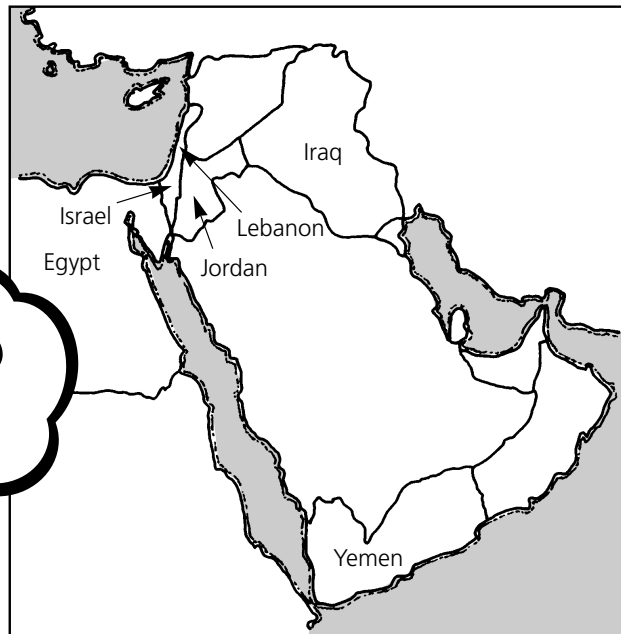 Iraq
Israel
Lebanon
Egypt
Jordan
Yemen